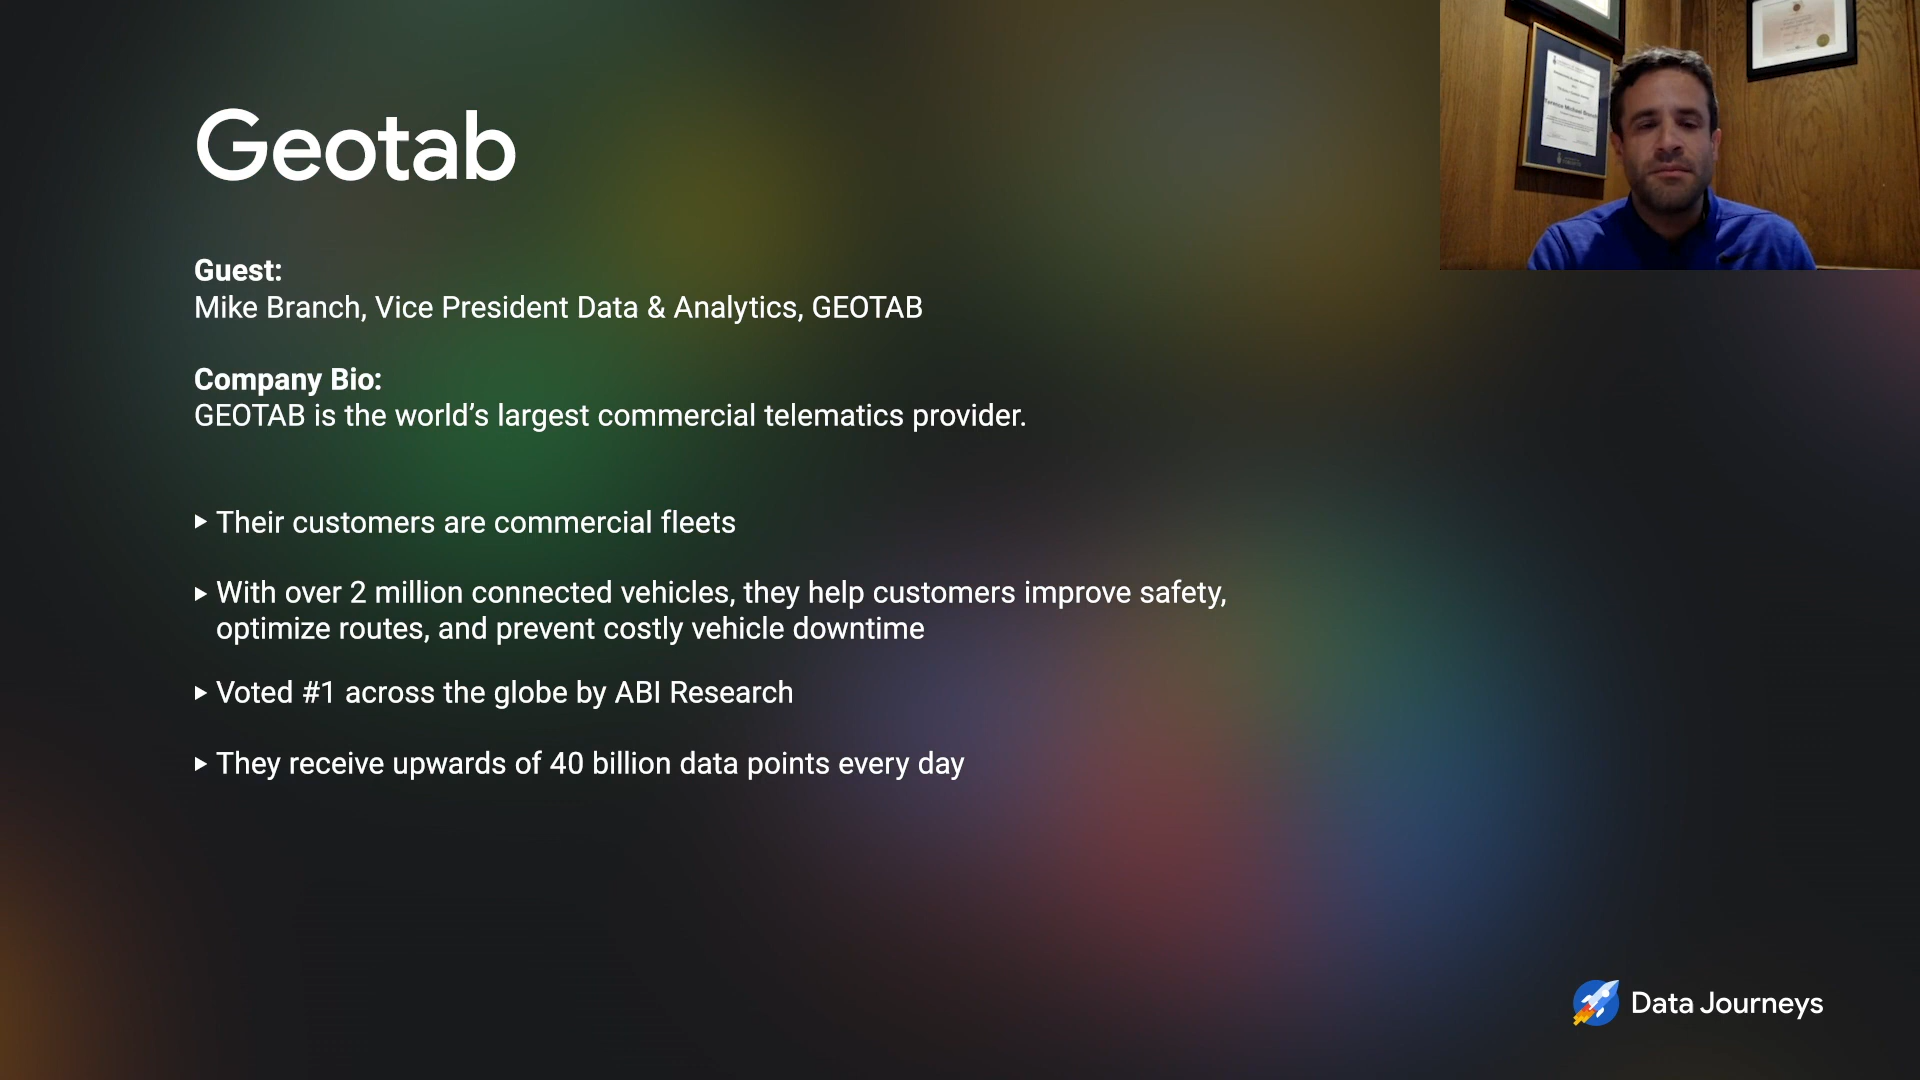 Geotab
Guest:
Mike Branch, Vice President Data & Analytics, GEOTAB
Company Bio:
GEOTAB is the world’s largest commercial telematics provider.
Their customers are commercial fleets
With over 2 million connected vehicles, they help customers improve safety,
optimize routes, and prevent costly vehicle downtime
Voted #1 across the globe by ABI Research
They receive upwards of 40 billion data points every day
Data Journeys